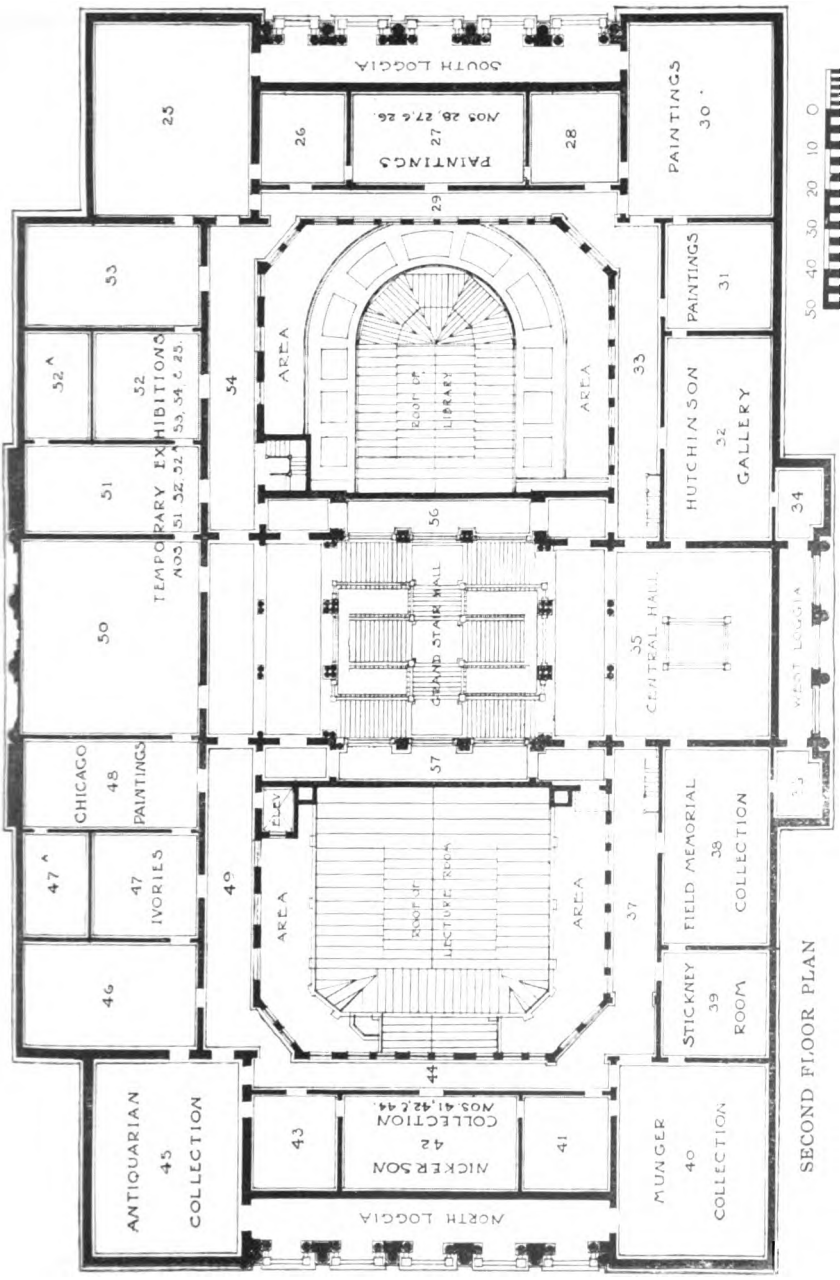 ANTIQUARIAN
45
COLLECTION
46
47 A
47
IVORIES
CHICAGO
48
PAINTINGS
49
50
51
52 A
52
53
TEMPORARY EXHIBITIONS
NOS 51 52, 52 A 53, 54, & 25.
54
25
NORTH LOGGIA
43
NICKERSON
42
COLLECTION
NOS. 41, 42, & 44.
41
44
AREA
ELEV
ROOF OF
LECTURE ROOM
AREA
57
GRAND STAIR HALL
56
AREA
ROOF OF
LIBRARY
AREA
29
26
PAINTINGS
27
NOS 28, 27, & 26.
28
SOUTH LOGGIA
MUNGER
40
COLLECTION
STICKNEY
39
ROOM
37
FIELD MEMORIAL
38
COLLECTION
35
CENTRAL HALL
WEST LOGGIA
34
33
HUTCHINSON
32
GALLERY
PAINTINGS
31
PAINTINGS
30
SECOND FLOOR PLAN
50 40 30 20 10 0